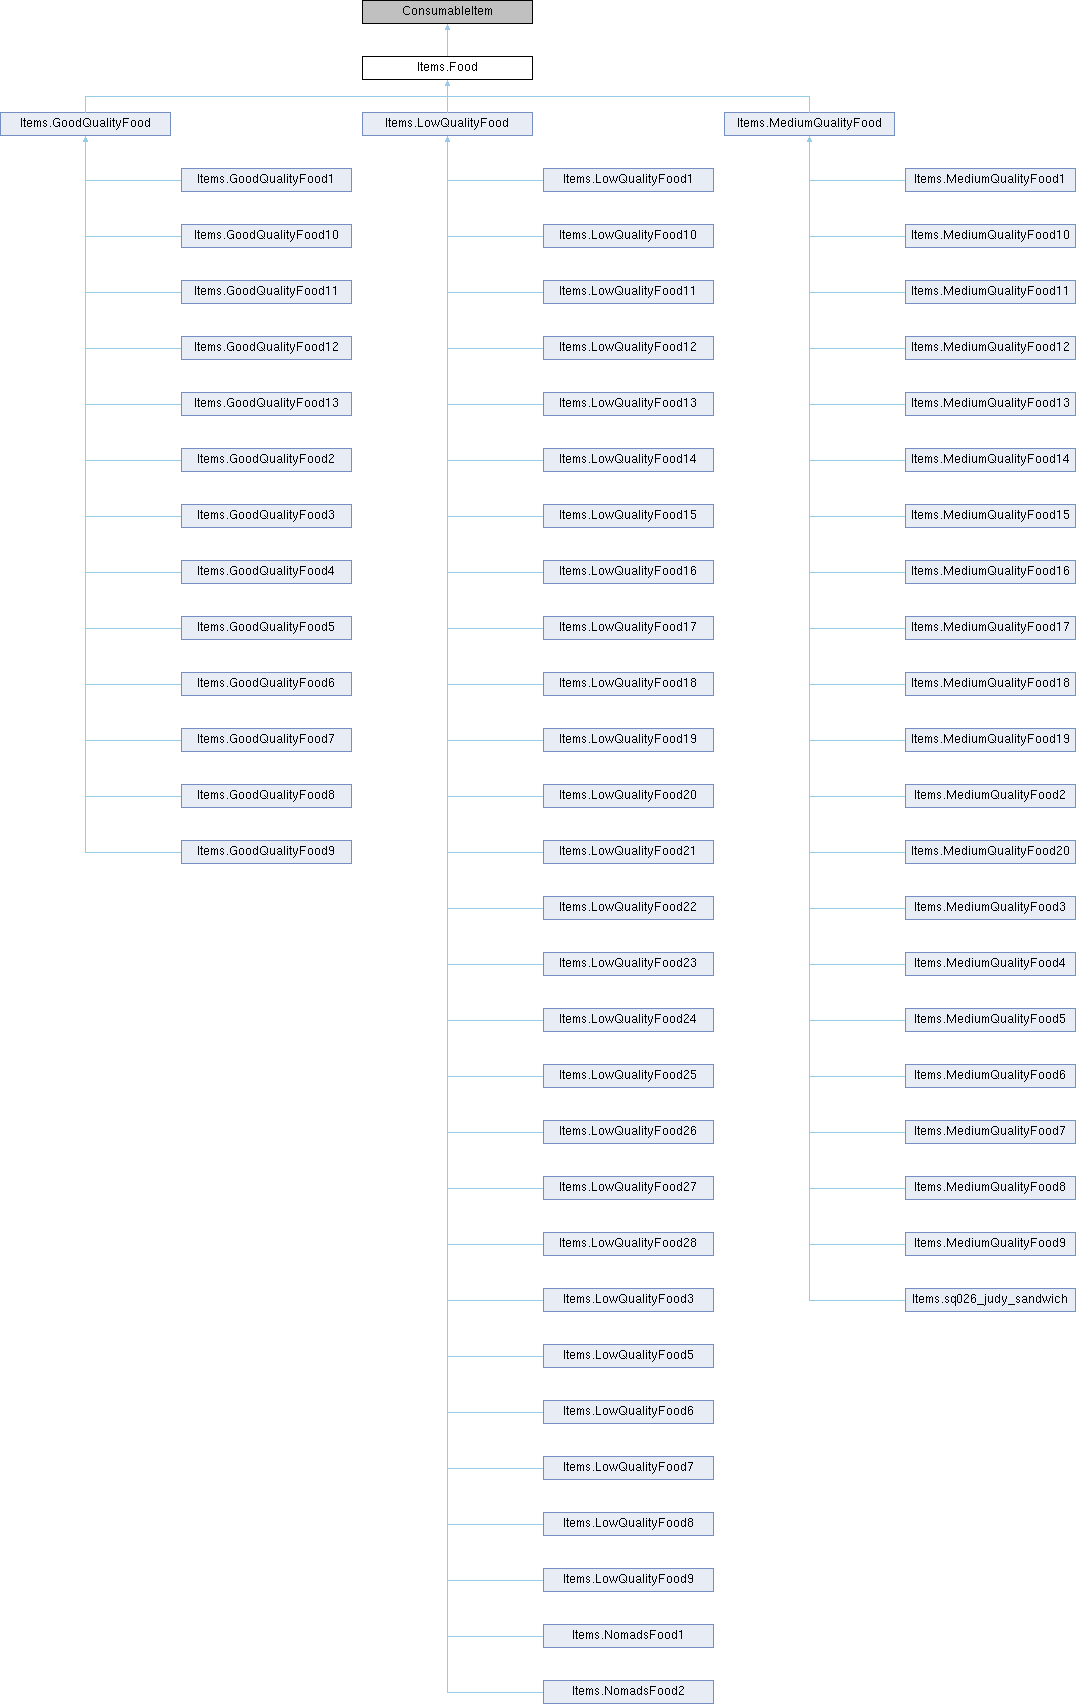 ConsumableItem
Items.Food
Items.GoodQualityFood
Items.LowQualityFood
Items.MediumQualityFood
Items.GoodQualityFood1
Items.LowQualityFood1
Items.MediumQualityFood1
Items.GoodQualityFood10
Items.LowQualityFood10
Items.MediumQualityFood10
Items.GoodQualityFood11
Items.LowQualityFood11
Items.MediumQualityFood11
Items.GoodQualityFood12
Items.LowQualityFood12
Items.MediumQualityFood12
Items.GoodQualityFood13
Items.LowQualityFood13
Items.MediumQualityFood13
Items.GoodQualityFood2
Items.LowQualityFood14
Items.MediumQualityFood14
Items.GoodQualityFood3
Items.LowQualityFood15
Items.MediumQualityFood15
Items.GoodQualityFood4
Items.LowQualityFood16
Items.MediumQualityFood16
Items.GoodQualityFood5
Items.LowQualityFood17
Items.MediumQualityFood17
Items.GoodQualityFood6
Items.LowQualityFood18
Items.MediumQualityFood18
Items.GoodQualityFood7
Items.LowQualityFood19
Items.MediumQualityFood19
Items.GoodQualityFood8
Items.LowQualityFood20
Items.MediumQualityFood2
Items.GoodQualityFood9
Items.LowQualityFood21
Items.MediumQualityFood20
Items.LowQualityFood22
Items.MediumQualityFood3
Items.LowQualityFood23
Items.MediumQualityFood4
Items.LowQualityFood24
Items.MediumQualityFood5
Items.LowQualityFood25
Items.MediumQualityFood6
Items.LowQualityFood26
Items.MediumQualityFood7
Items.LowQualityFood27
Items.MediumQualityFood8
Items.LowQualityFood28
Items.MediumQualityFood9
Items.LowQualityFood3
Items.sq026_judy_sandwich
Items.LowQualityFood5
Items.LowQualityFood6
Items.LowQualityFood7
Items.LowQualityFood8
Items.LowQualityFood9
Items.NomadsFood1
Items.NomadsFood2